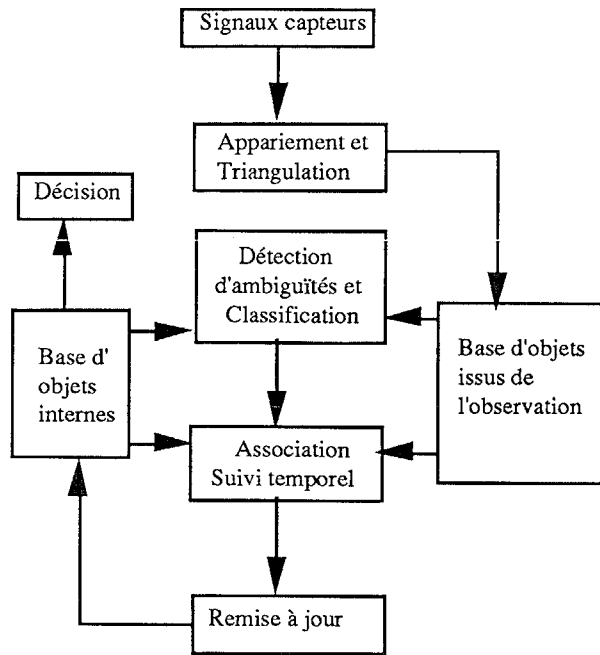 Signaux capteurs
Appariement et
Triangulation
Décision
Détection
d'ambiguïtés et
Classification
Base d'
objets
internes
Base d'objets
issus de
l'observation
Association
Suivi temporel
Remise à jour